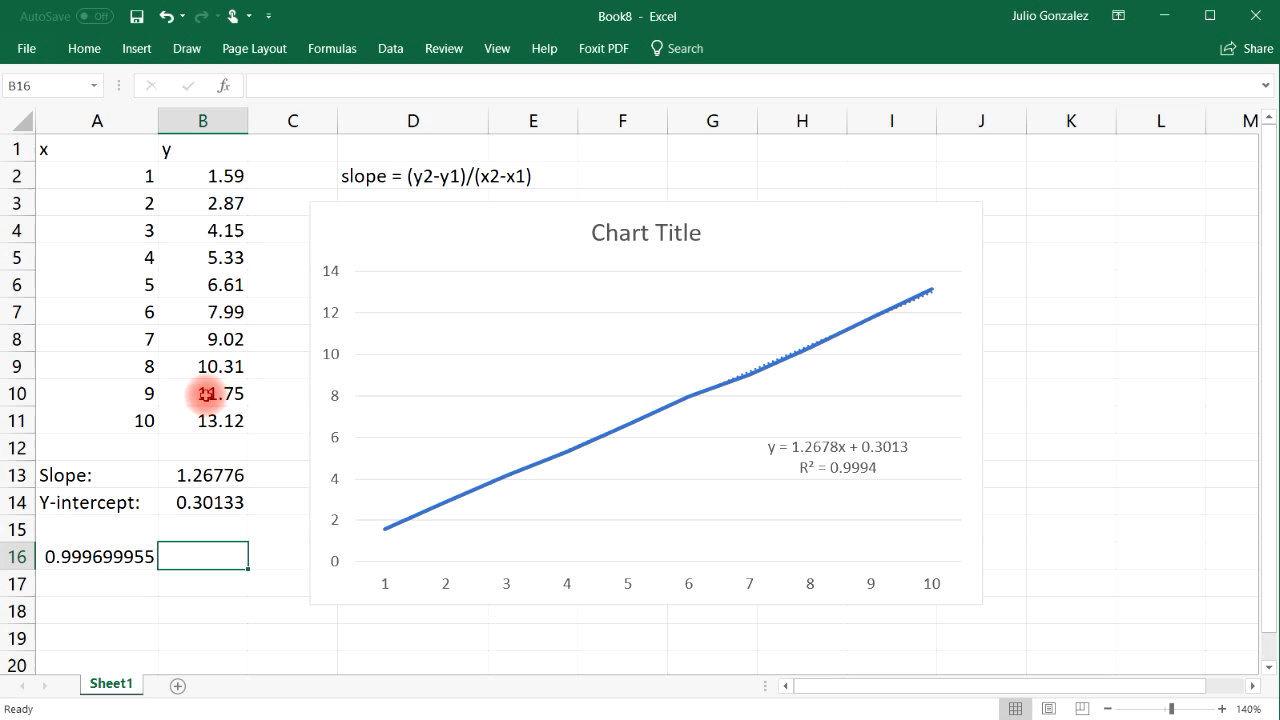 AutoSave Off Book8 - Excel Julio Gonzalez
File Home Insert Draw Page Layout Formulas Data Review View Help Foxit PDF Search Share
B16 fx
A B C D E F G H I J K L M
1 x y
2 1 1.59 slope = (y2-y1)/(x2-x1)
3 2 2.87
4 3 4.15
5 4 5.33
6 5 6.61
7 6 7.99
8 7 9.02
9 8 10.31
10 9 11.75
11 10 13.12
12
13 Slope: 1.26776
14 Y-intercept: 0.30133
15
16 0.999699955
17
18
19
20
Chart Title
14
12
10
8
6
4
2
0
y = 1.2678x + 0.3013
R² = 0.9994
1 2 3 4 5 6 7 8 9 10
Sheet1
Ready 140%